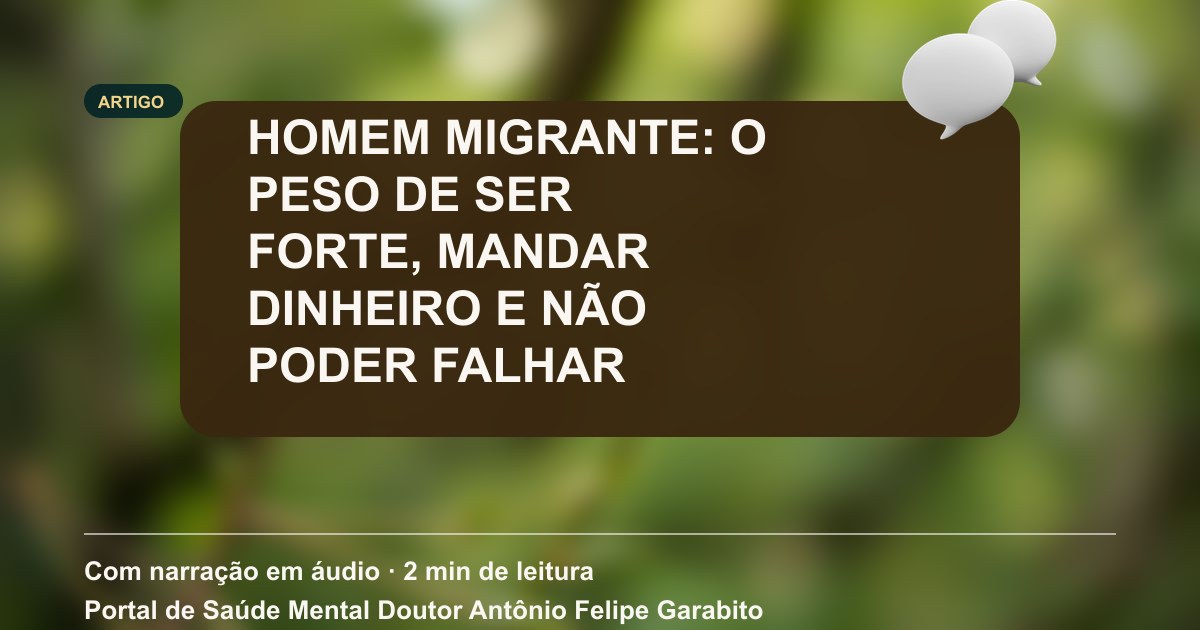 ARTIGO
HOMEM MIGRANTE: O
PESO DE SER
FORTE, MANDAR
DINHEIRO E NÃO
PODER FALHAR
Com narração em áudio · 2 min de leitura
Portal de Saúde Mental Doutor Antônio Felipe Garabito